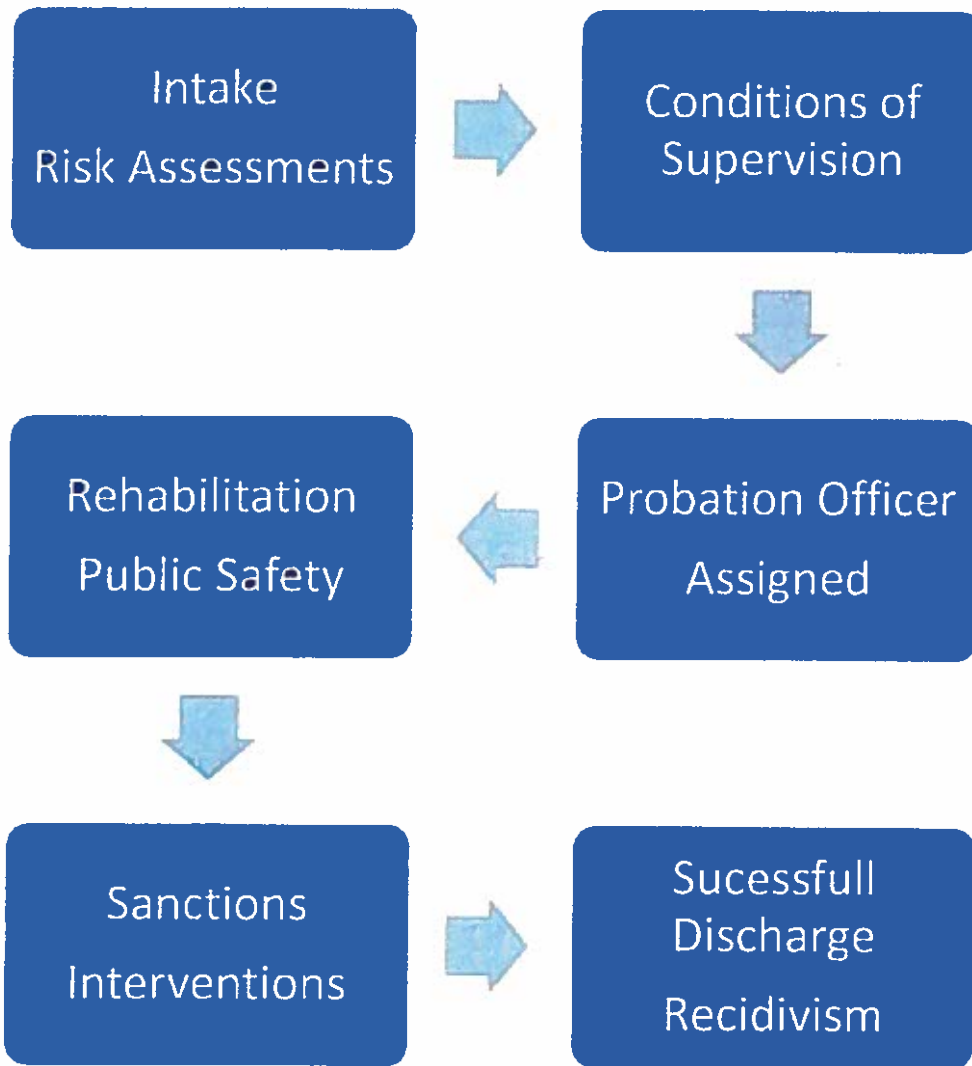 Intake
Risk Assessments
Conditions of
Supervision
Probation Officer
Assigned
Rehabilitation
Public Safety
Sanctions
Interventions
Sucessfull
Discharge
Recidivism